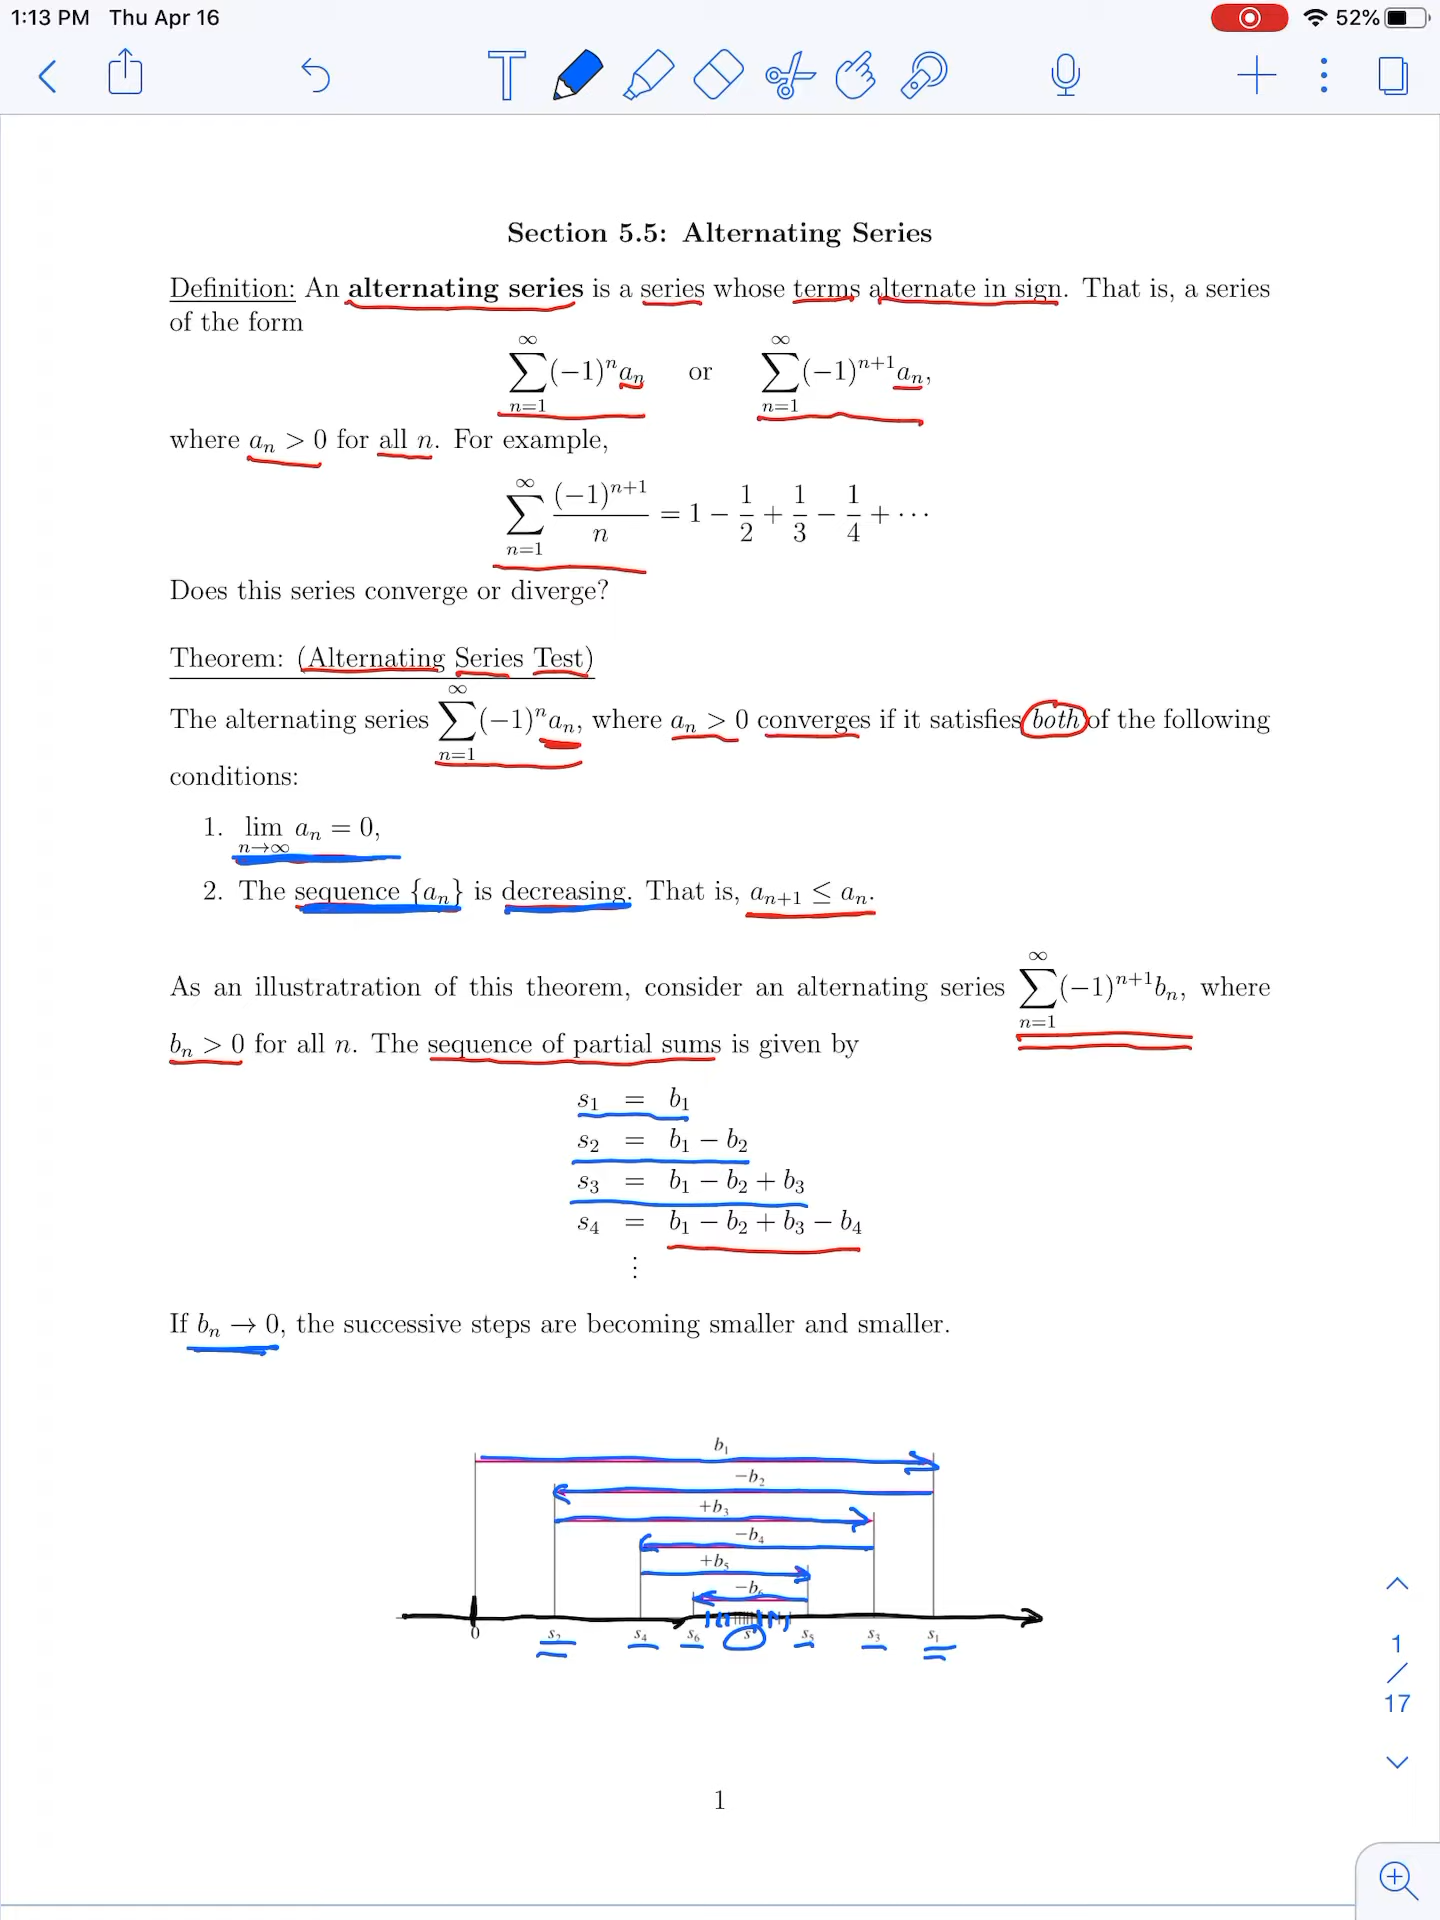 1:13 PM Thu Apr 16
52%
Section 5.5: Alternating Series
Definition: An alternating series is a series whose terms alternate in sign. That is, a series
of the form
∑_{n=1}^{∞} (−1)^n a_n or ∑_{n=1}^{∞} (−1)^{n+1} a_n,
where a_n > 0 for all n. For example,
∑_{n=1}^{∞} (−1)^{n+1}/n = 1 − 1/2 + 1/3 − 1/4 + ···
Does this series converge or diverge?
Theorem: (Alternating Series Test)
The alternating series ∑_{n=1}^{∞} (−1)^n a_n, where a_n > 0 converges if it satisfies both of the following
conditions:
1. lim_{n→∞} a_n = 0,
2. The sequence {a_n} is decreasing. That is, a_{n+1} ≤ a_n.
As an illustratration of this theorem, consider an alternating series ∑_{n=1}^{∞} (−1)^{n+1} b_n, where
b_n > 0 for all n. The sequence of partial sums is given by
s_1 = b_1
s_2 = b_1 − b_2
s_3 = b_1 − b_2 + b_3
s_4 = b_1 − b_2 + b_3 − b_4
⋮
If b_n → 0, the successive steps are becoming smaller and smaller.
b_1
−b_2
+b_3
−b_4
+b_5
−b_6
0 s_2 s_4 s_6 s s_5 s_3 s_1
1
/
17
1